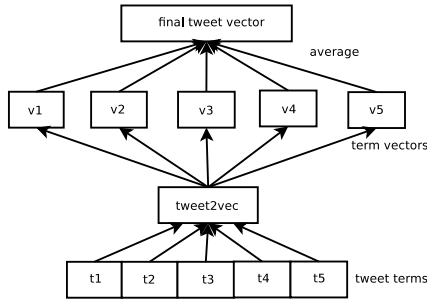 final tweet vector
average
v1 v2 v3 v4 v5
term vectors
tweet2vec
t1 t2 t3 t4 t5 tweet terms